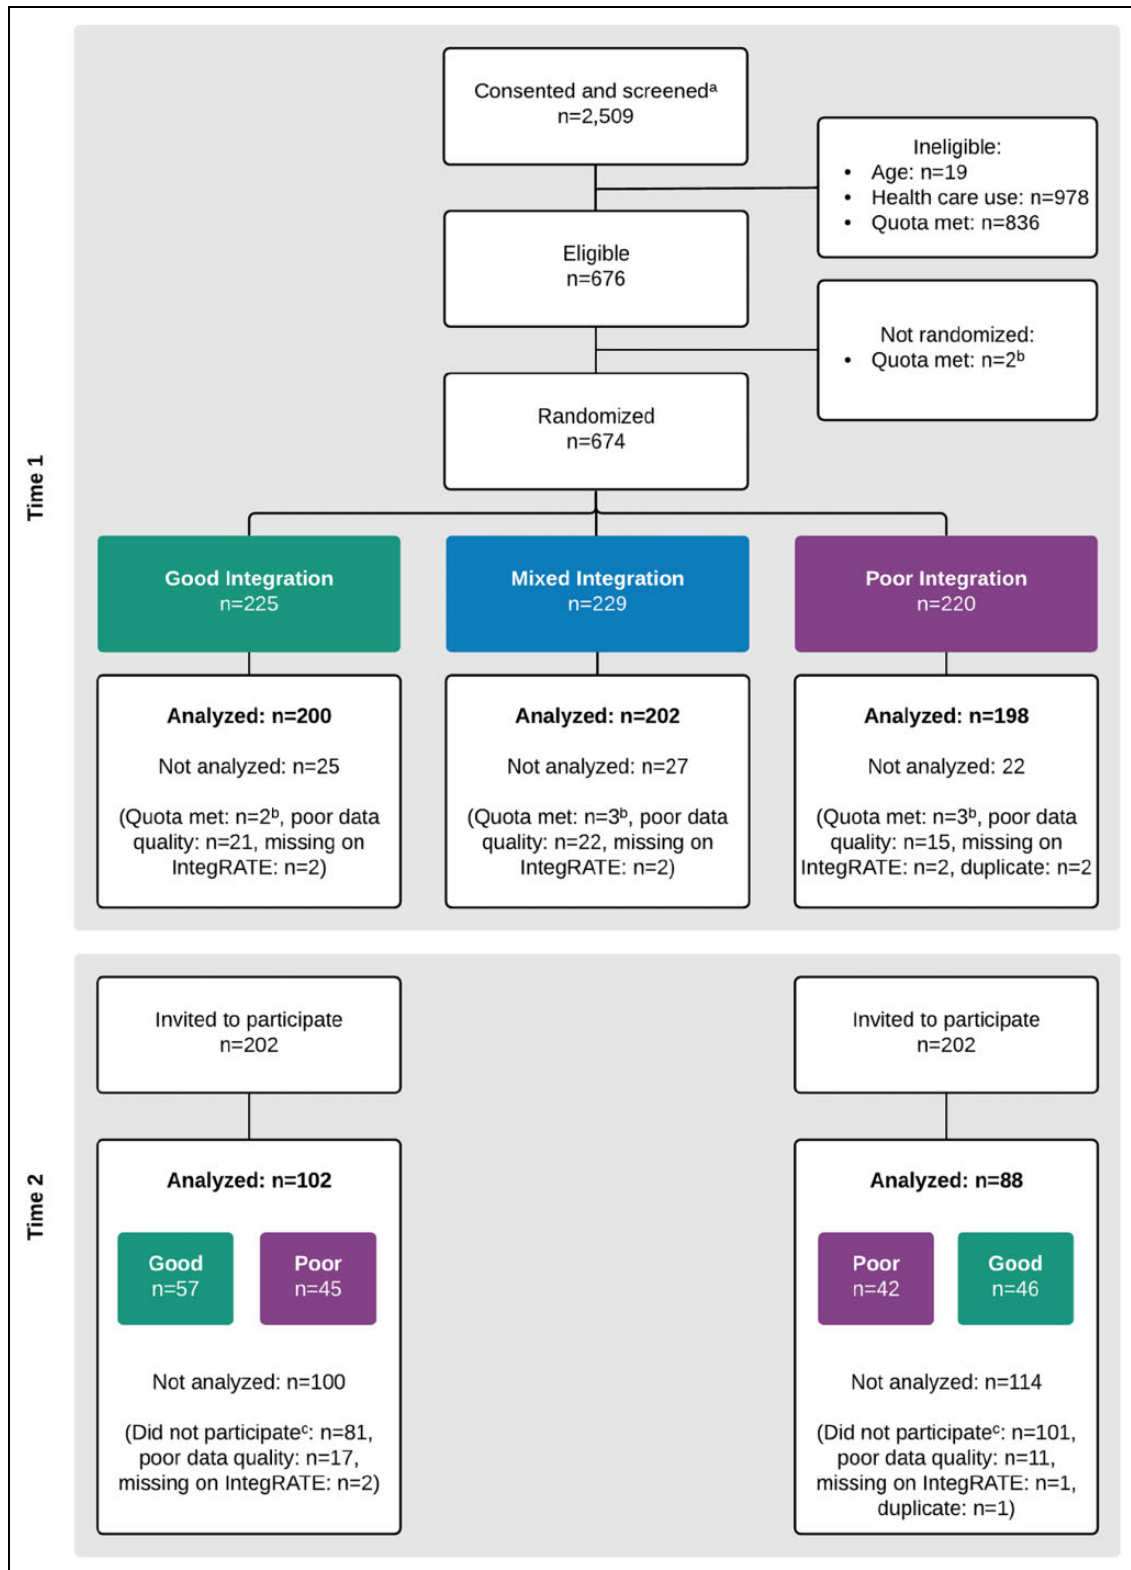 Time 1
Consented and screenedᵃ
n=2,509
Ineligible:
• Age: n=19
• Health care use: n=978
• Quota met: n=836
Eligible
n=676
Not randomized:
• Quota met: n=2ᵇ
Randomized
n=674
Good Integration
n=225
Mixed Integration
n=229
Poor Integration
n=220
Analyzed: n=200
Not analyzed: n=25
(Quota met: n=2ᵇ, poor data
quality: n=21, missing on
IntegRATE: n=2)
Analyzed: n=202
Not analyzed: n=27
(Quota met: n=3ᵇ, poor data
quality: n=22, missing on
IntegRATE: n=2)
Analyzed: n=198
Not analyzed: 22
(Quota met: n=3ᵇ, poor data
quality: n=15, missing on
IntegRATE: n=2, duplicate: n=2
Time 2
Invited to participate
n=202
Analyzed: n=102
Good
n=57
Poor
n=45
Not analyzed: n=100
(Did not participateᶜ: n=81,
poor data quality: n=17,
missing on IntegRATE: n=2)
Invited to participate
n=202
Analyzed: n=88
Poor
n=42
Good
n=46
Not analyzed: n=114
(Did not participateᶜ: n=101,
poor data quality: n=11,
missing on IntegRATE: n=1,
duplicate: n=1)